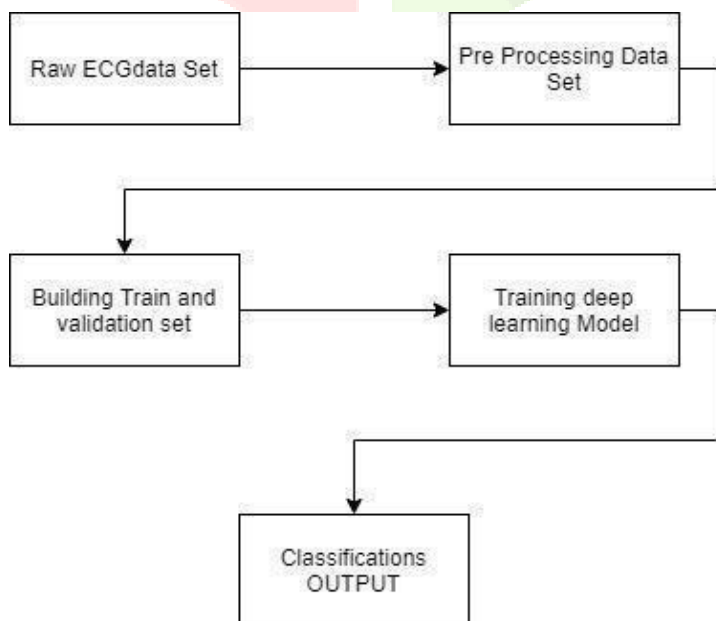 Raw ECGdata Set
Pre Processing Data
Set
Building Train and
validation set
Training deep
learning Model
Classifications
OUTPUT